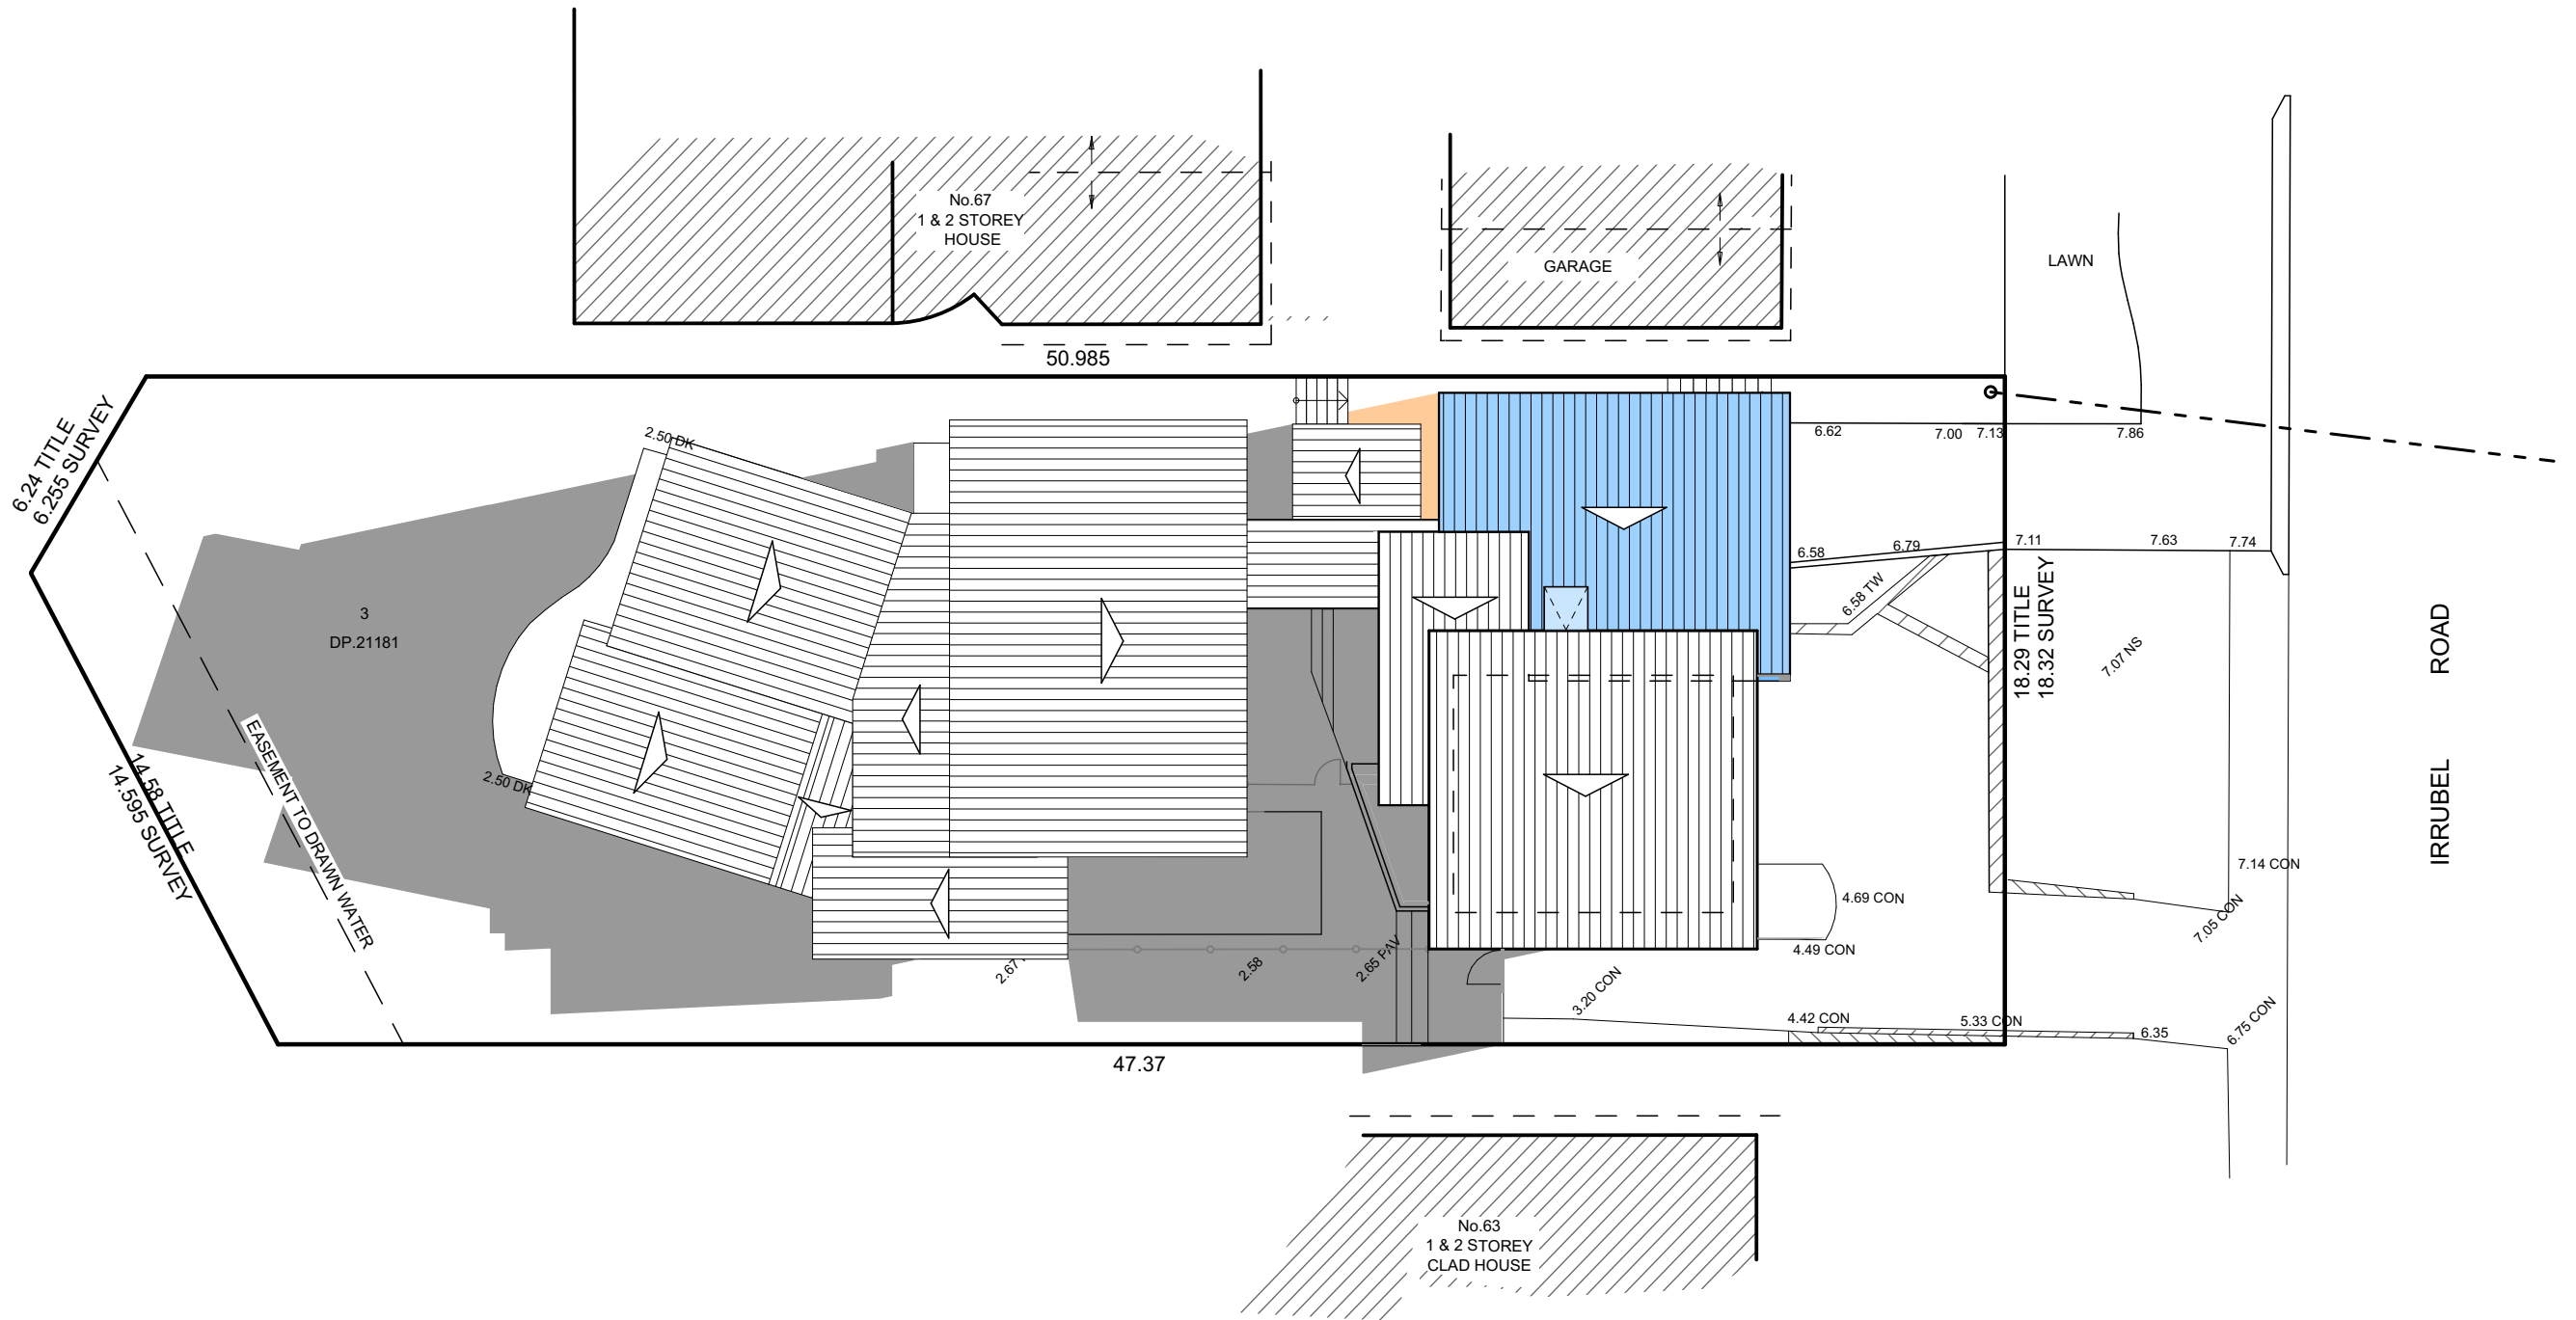 No.67
1 & 2 STOREY
HOUSE
GARAGE
LAWN
50.985
6.24 TITLE
6.255 SURVEY
2.50 DK
6.62
7.00
7.13
7.86
6.58
6.79
7.11
7.63
7.74
6.58 TW
18.29 TITLE
18.32 SURVEY
7.07 NS
IRRUBEL ROAD
3
DP.21181
EASEMENT TO DRAWN WATER
14.58 TITLE
14.595 SURVEY
2.50 DK
7.14 CON
4.69 CON
7.05 CON
4.49 CON
2.67
2.58
2.65 PAV
3.20 CON
4.42 CON
5.33 CON
6.35
6.75 CON
47.37
No.63
1 & 2 STOREY
CLAD HOUSE